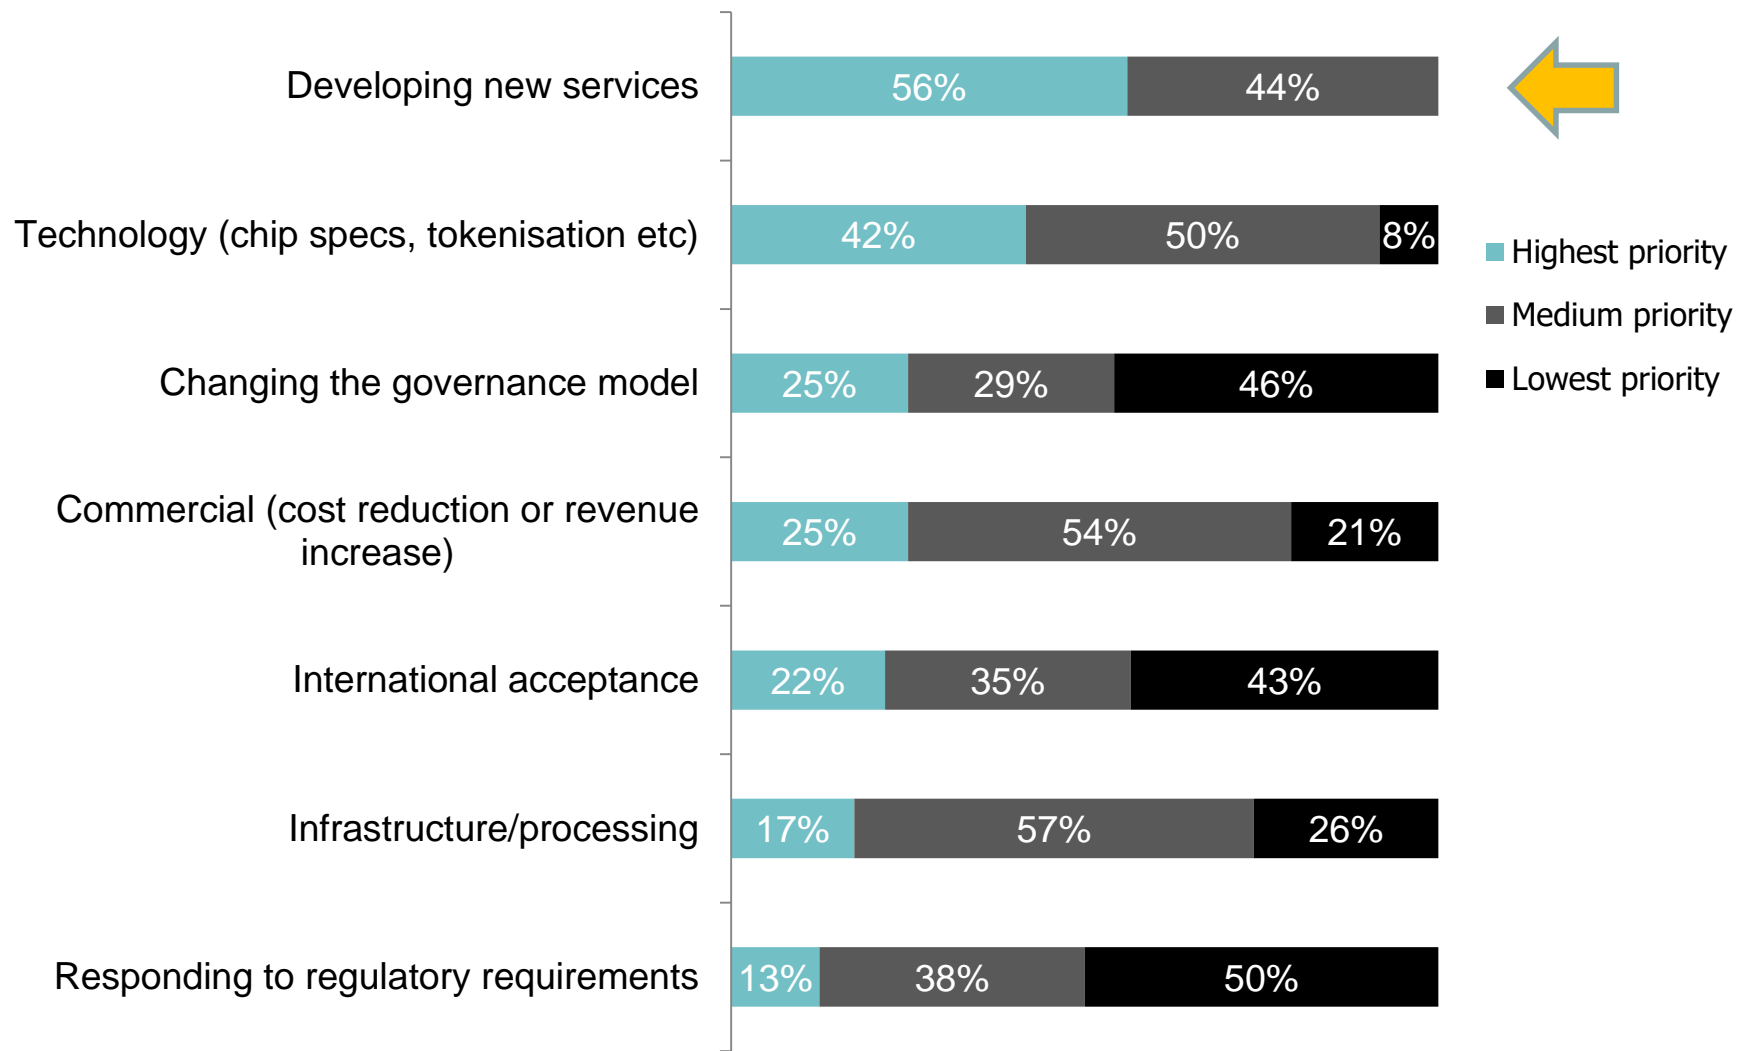 Developing new services
56%
44%
Technology (chip specs, tokenisation etc)
42%
50%
8%
Highest priority
Medium priority
Lowest priority
Changing the governance model
25%
29%
46%
Commercial (cost reduction or revenue
increase)
25%
54%
21%
International acceptance
22%
35%
43%
Infrastructure/processing
17%
57%
26%
Responding to regulatory requirements
13%
38%
50%